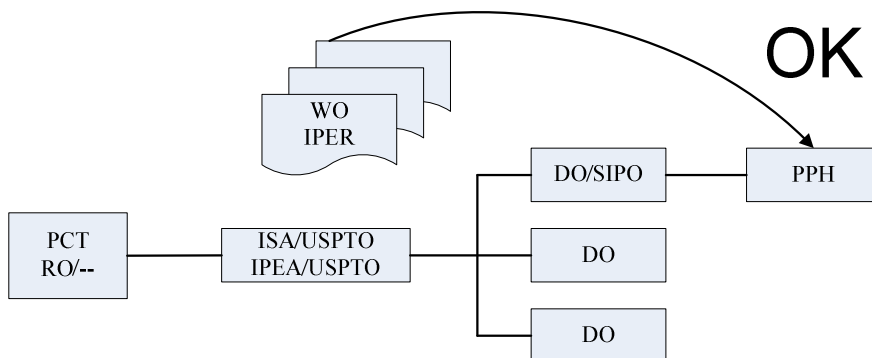 OK
WO
IPER
DO/SIPO
PPH
PCT
RO/--
ISA/USPTO
IPEA/USPTO
DO
DO